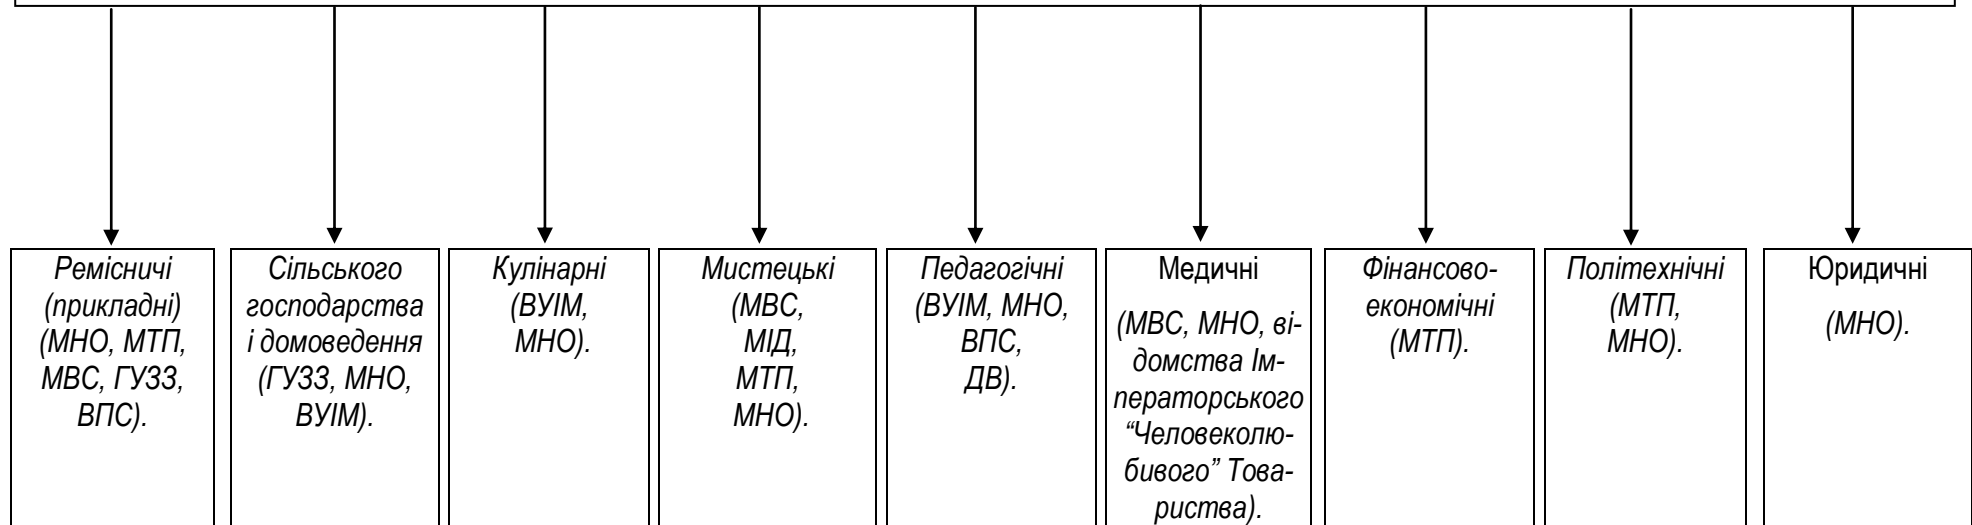 Ремісничі
(прикладні)
(МНО, МТП,
МВС, ГУЗЗ,
ВПС).
Сільського
господарства
і домоведення
(ГУЗЗ, МНО,
ВУІМ).
Кулінарні
(ВУІМ,
МНО).
Мистецькі
(МВС,
МІД,
МТП,
МНО).
Педагогічні
(ВУІМ, МНО,
ВПС,
ДВ).
Медичні
(МВС, МНО, ві-
домства Ім-
ператорського
“Человеколю-
бивого” Това-
риства).
Фінансово-
економічні
(МТП).
Політехнічні
(МТП,
МНО).
Юридичні
(МНО).